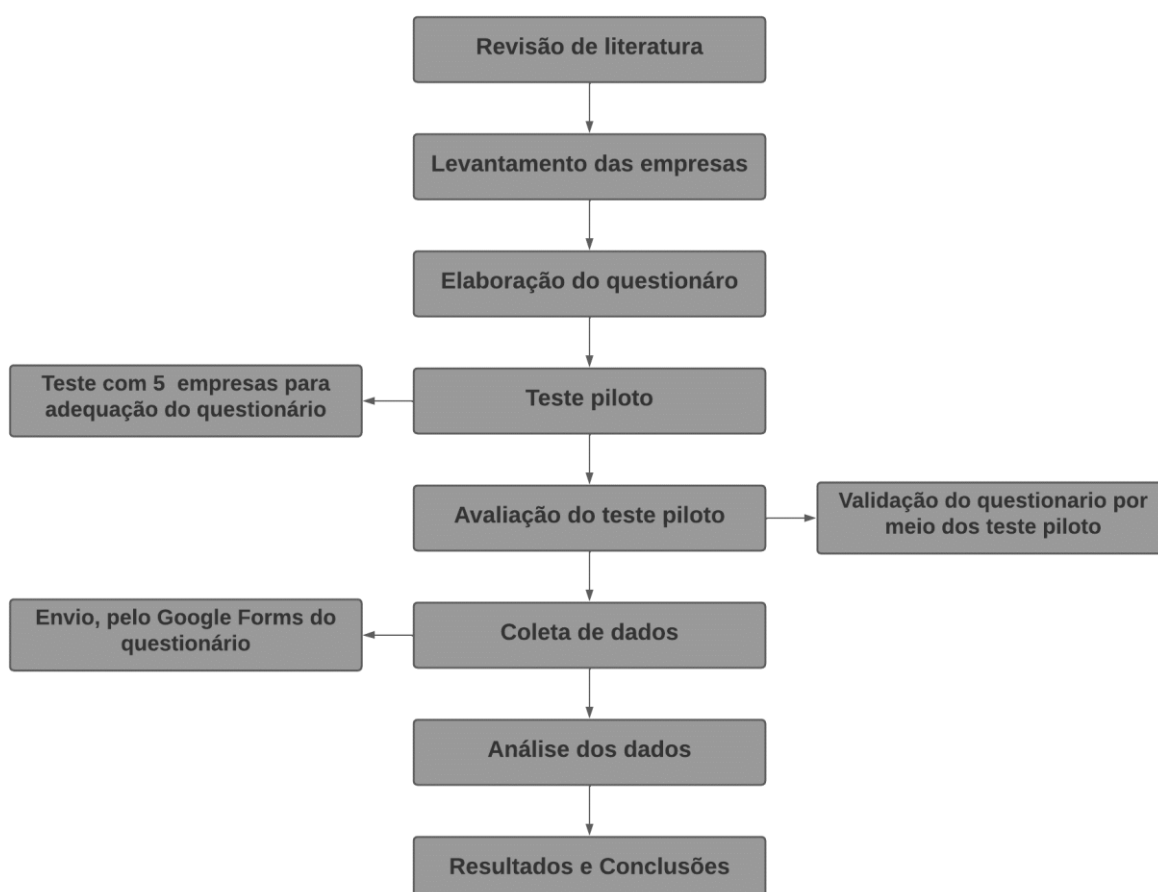 Revisão de literatura
Levantamento das empresas
Elaboração do questionáro
Teste com 5 empresas para
adequação do questionário
Teste piloto
Avaliação do teste piloto
Validação do questionario por
meio dos teste piloto
Envio, pelo Google Forms do
questionário
Coleta de dados
Análise dos dados
Resultados e Conclusões